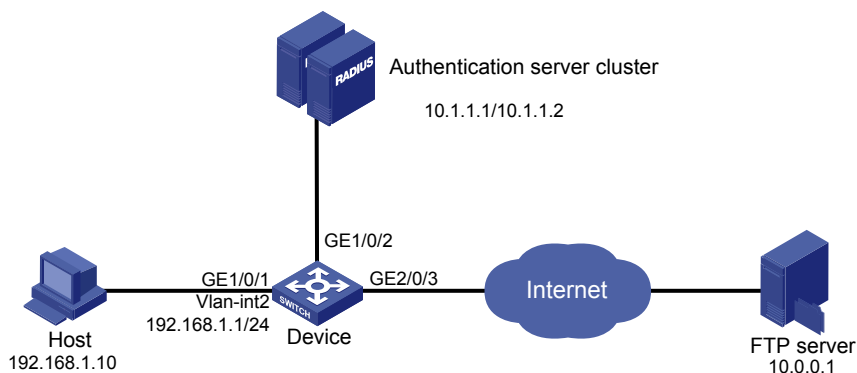 RADIUS
Authentication server cluster
10.1.1.1/10.1.1.2
GE1/0/2
GE1/0/1
GE2/0/3
Vlan-int2
192.168.1.1/24
SWITCH
Internet
Host
192.168.1.10
Device
FTP server
10.0.0.1